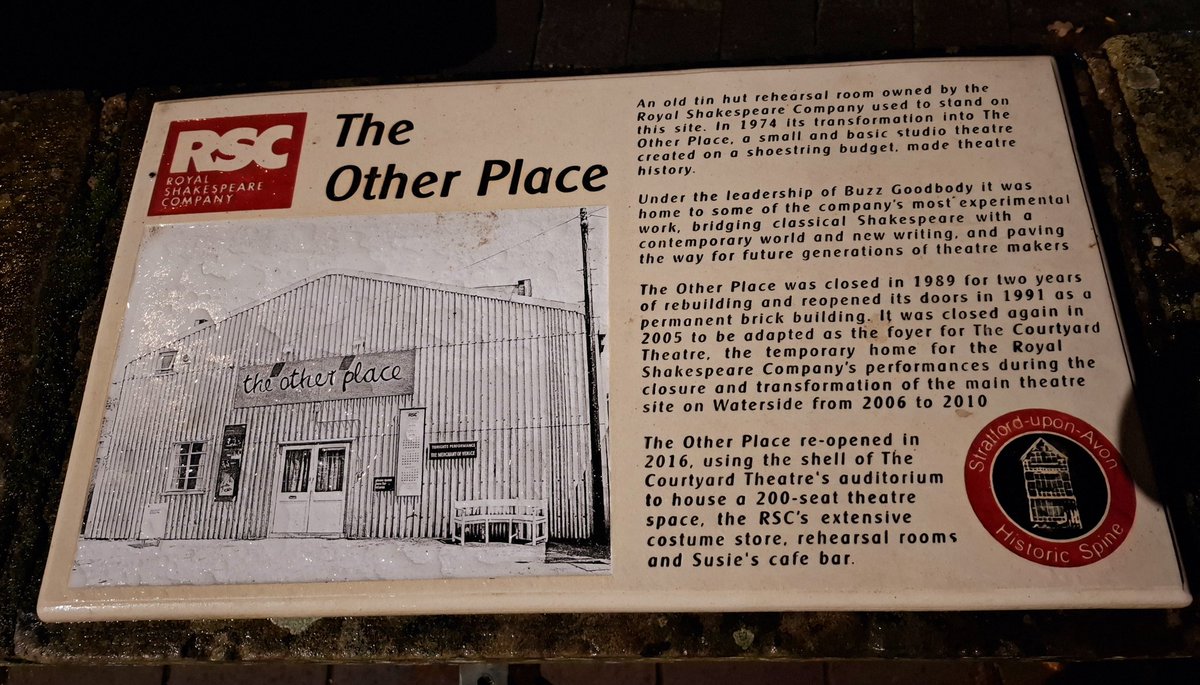 RSC
ROYAL
SHAKESPEARE
COMPANY
The
Other Place
the other place
RSC
TONIGHT'S PERFORMANCE
THE MERCHANT OF VENICE
An old tin hut rehearsal room owned by the
Royal Shakespeare Company used to stand on
this site. In 1974 its transformation into The
Other Place, a small and basic studio theatre
created on a shoestring budget, made theatre
history.
Under the leadership of Buzz Goodbody it was
home to some of the company's most experimental
work, bridging classical Shakespeare with a
contemporary world and new writing, and paving
the way for future generations of theatre makers
The Other Place was closed in 1989 for two years
of rebuilding and reopened its doors in 1991 as a
permanent brick building. It was closed again in
2005 to be adapted as the foyer for The Courtyard
Theatre, the temporary home for the Royal
Shakespeare Company's performances during the
closure and transformation of the main theatre
site on Waterside from 2006 to 2010
The Other Place re-opened in
2016, using the shell of The
Courtyard Theatre's auditorium
to house a 200-seat theatre
space, the RSC's extensive
costume store, rehearsal rooms
and Susie's cafe bar.
Stratford-upon-Avon
Historic Spine